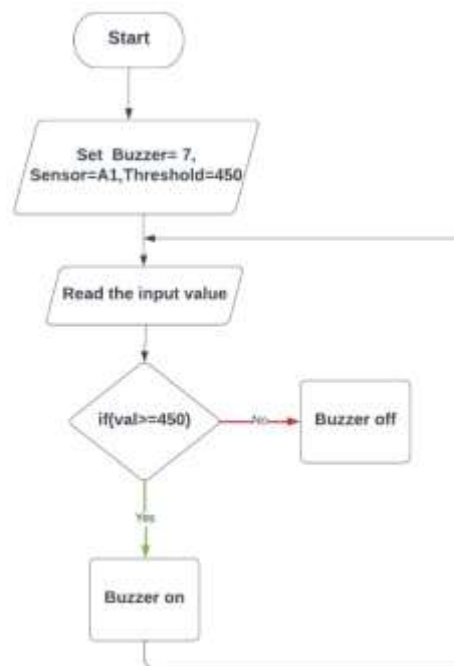 Start
Set Buzzer= 7,
Sensor=A1,Threshold=450
Read the input value
if(val>=450)
No
Buzzer off
Yes
Buzzer on